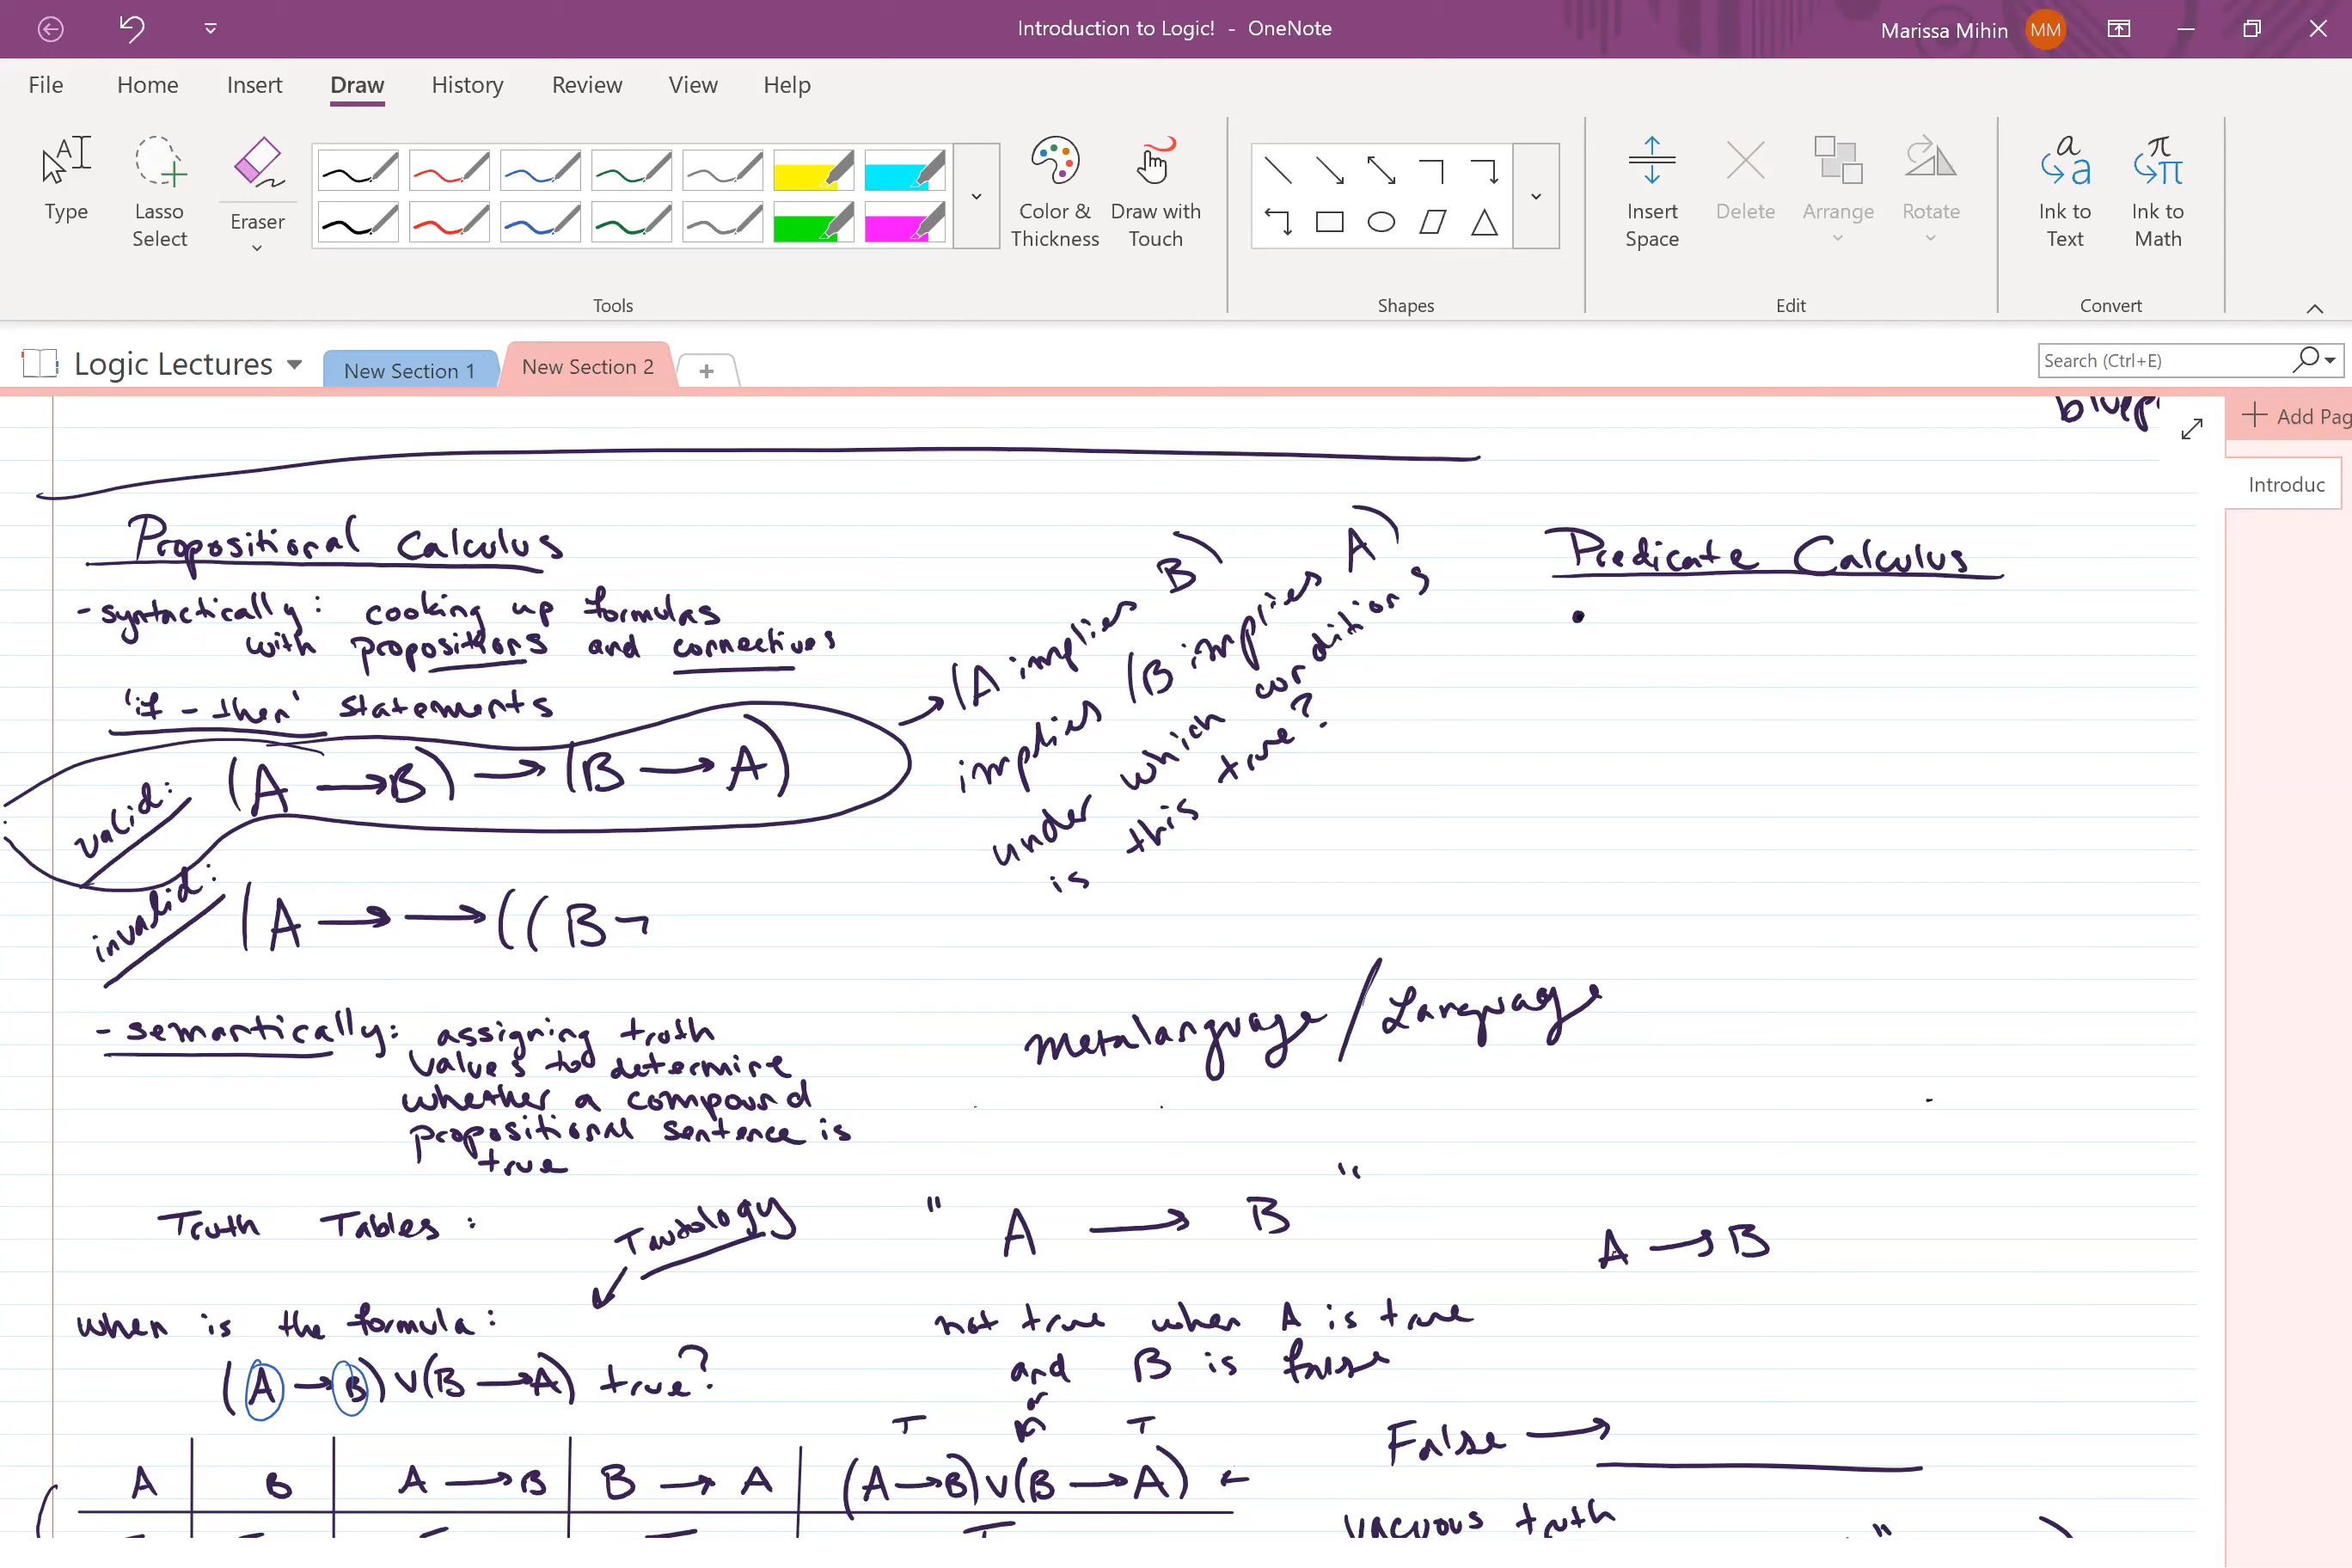 Introduction to Logic! - OneNote
Marissa Mihin
MM
File Home Insert Draw History Review View Help
Type
Lasso Select
Eraser
Color & Thickness
Draw with Touch
Insert Space
Delete
Arrange
Rotate
Ink to Text
Ink to Math
Tools
Shapes
Edit
Convert
Logic Lectures
New Section 1
New Section 2
Search (Ctrl+E)
Add Pag
Introduc
Propositional Calculus
- syntactically: cooking up formulas
with propositions and connectives
'if-then' statements
valid: (A → B) → (B → A)
invalid: (A → → ((B ¬
→ (A implies B)
implies (B implies A)
under which conditions
is this true?
Predicate Calculus
- semantically: assigning truth
values to determine
whether a compound
propositional sentence is
true
Metalanguage / Language
Truth Tables:
Tautology
when is the formula:
(A → B) ∨ (B → A) true?
" A → B "
not true when A is true
and B is false
A → B
or
T T
False →
vacuous truth
A | B | A → B | B → A | (A → B) ∨ (B → A) ←